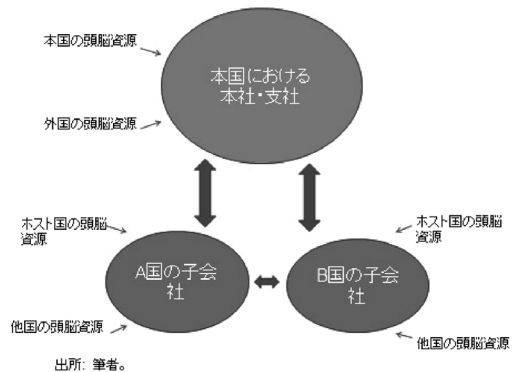 本国の頭脳資源
本国における
本社・支社
外国の頭脳資源
ホスト国の頭脳
資源
ホスト国の頭脳
資源
A国の子会
社
B国の子会
社
他国の頭脳資源
他国の頭脳資源
出所: 筆者。